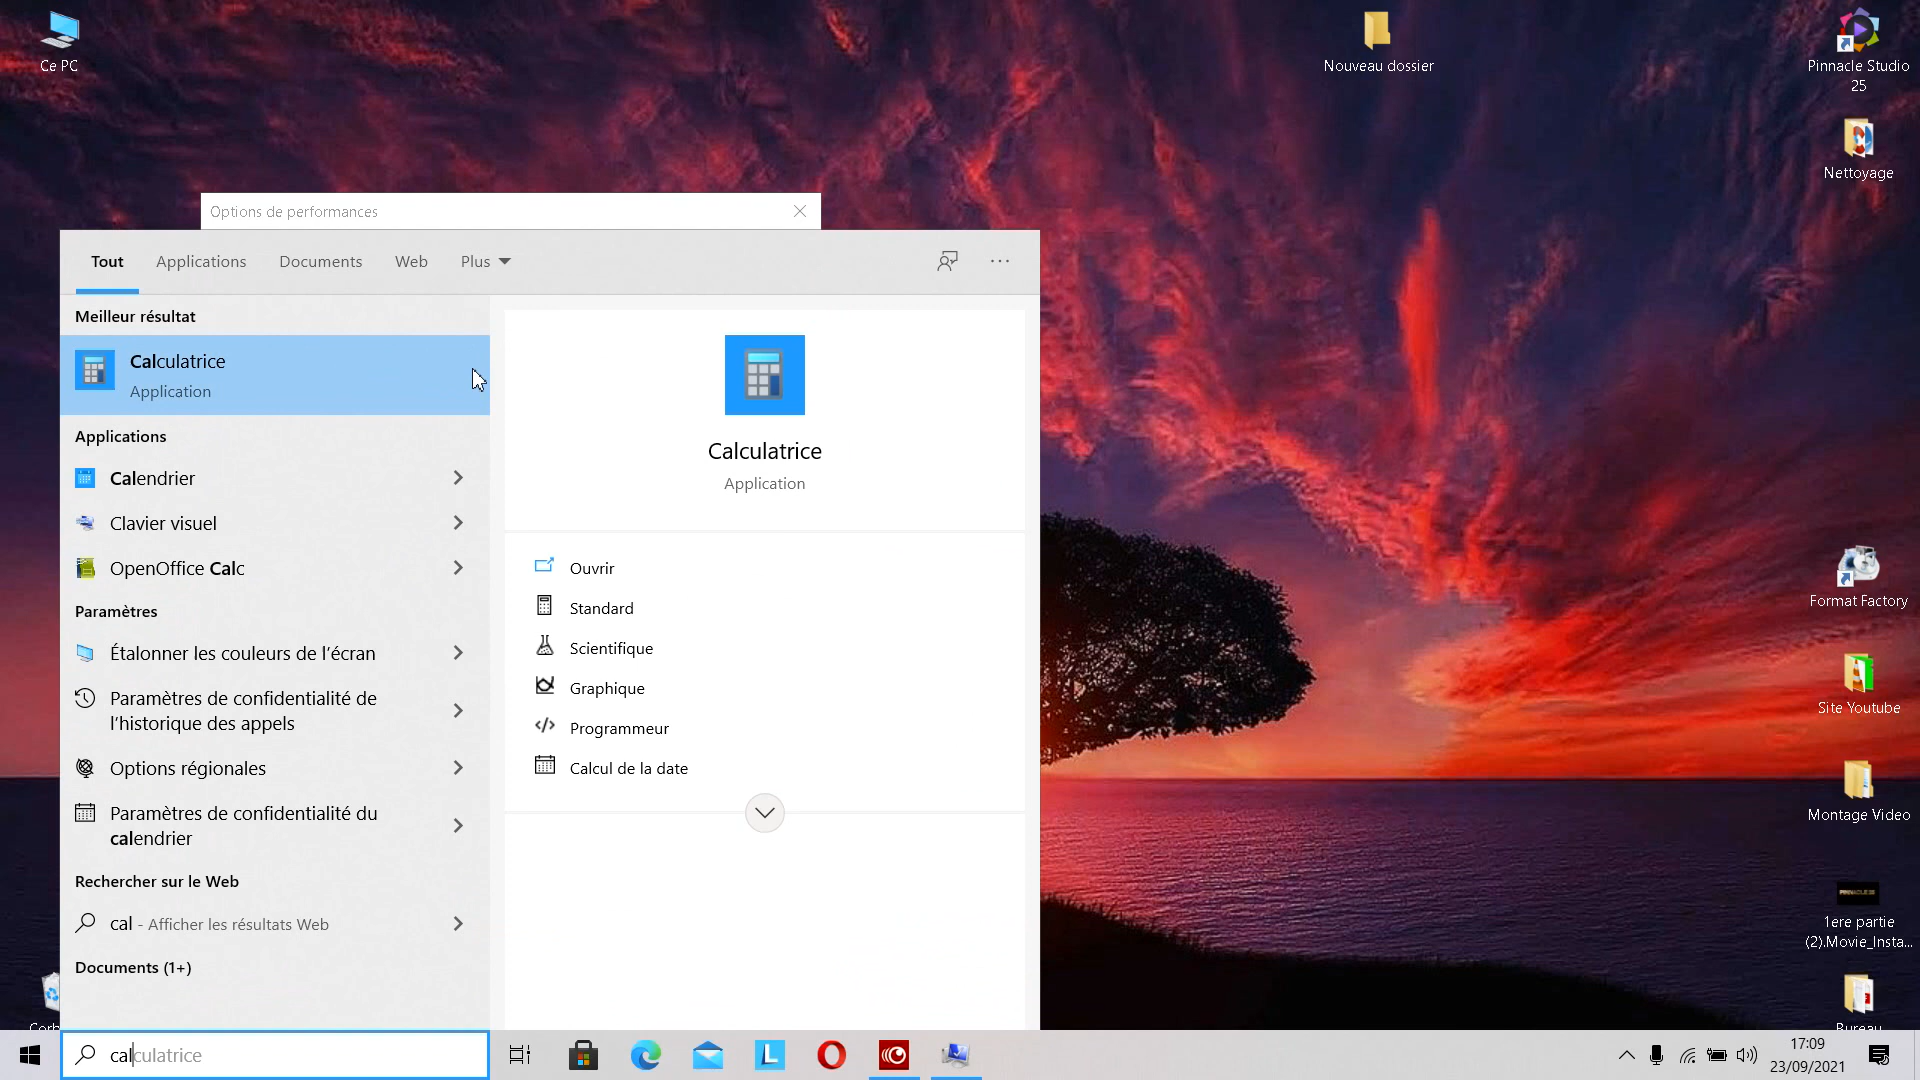 Ce PC
Nouveau dossier
Pinnacle Studio
25
Nettoyage
Options de performances
Tout
Applications
Documents
Web
Plus
Meilleur résultat
Calculatrice
Application
Applications
Calendrier
Clavier visuel
OpenOffice Calc
Paramètres
Étalonner les couleurs de l'écran
Paramètres de confidentialité de
l'historique des appels
Options régionales
Paramètres de confidentialité du
calendrier
Rechercher sur le Web
cal - Afficher les résultats Web
Documents (1+)
Calculatrice
Application
Ouvrir
Standard
Scientifique
Graphique
Programmeur
Calcul de la date
Format Factory
Site Youtube
Montage Video
1ere partie
(2).Movie_Insta...
Bureau
Corb
calculatrice
17:09
23/09/2021